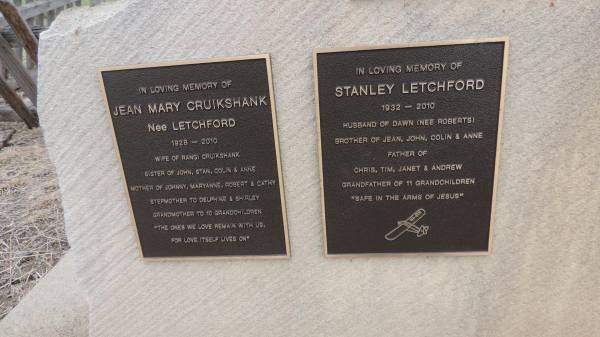 IN LOVING MEMORY OF
JEAN MARY CRUIKSHANK
Nee LETCHFORD
1928 - 2010
WIFE OF RANGI CRUIKSHANK
SISTER OF JOHN, STAN, COLIN & ANNE
MOTHER OF JOHNNY, MARYANNE, ROBERT & CATHY
STEPMOTHER TO DELPHINE & SHIRLEY
GRANDMOTHER TO 10 GRANDCHILDREN
"THE ONES WE LOVE REMAIN WITH US,
FOR LOVE ITSELF LIVES ON"
IN LOVING MEMORY OF
STANLEY LETCHFORD
1932 - 2010
HUSBAND OF DAWN (NEE ROBERTS)
BROTHER OF JEAN, JOHN, COLIN & ANNE
FATHER OF
CHRIS, TIM, JANET & ANDREW
GRANDFATHER OF 11 GRANDCHILDREN
"SAFE IN THE ARMS OF JESUS"